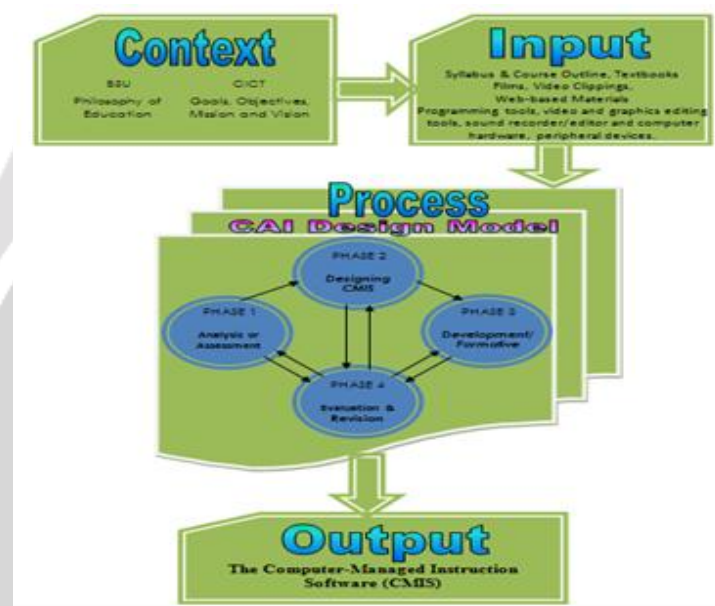 Context
BSU CICT
Philosophy of Education
Goals, Objectives, Mission and Vision
Input
Syllabus & Course Outline, Textbooks
Films, Video Clippings,
Web-based Materials
Programming tools, video and graphics editing
tools, sound recorder/editor and computer
hardware, peripheral devices.
Process
CAI Design Model
PHASE 2
Designing
CMIS
PHASE 1
Analysis or
Assessment
PHASE 3
Development/
Formative
PHASE 4
Evaluation &
Revision
Output
The Computer-Managed Instruction
Software (CMIS)